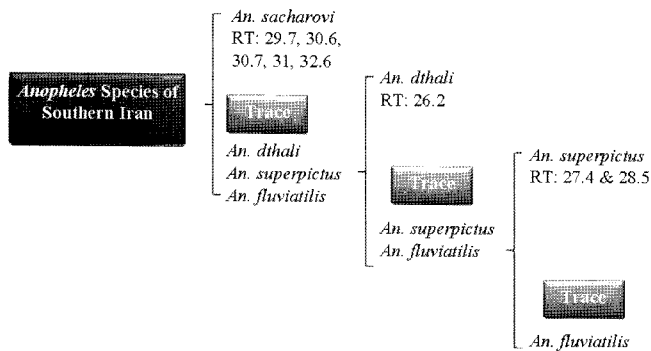 Anopheles Species of
Southern Iran
An. sacharovi
RT: 29.7, 30.6,
30.7, 31, 32.6
Trace
An. dthali
An. superpictus
An. fluviatilis
An. dthali
RT: 26.2
Trace
An. superpictus
An. fluviatilis
An. superpictus
RT: 27.4 & 28.5
Trace
An. fluviatilis